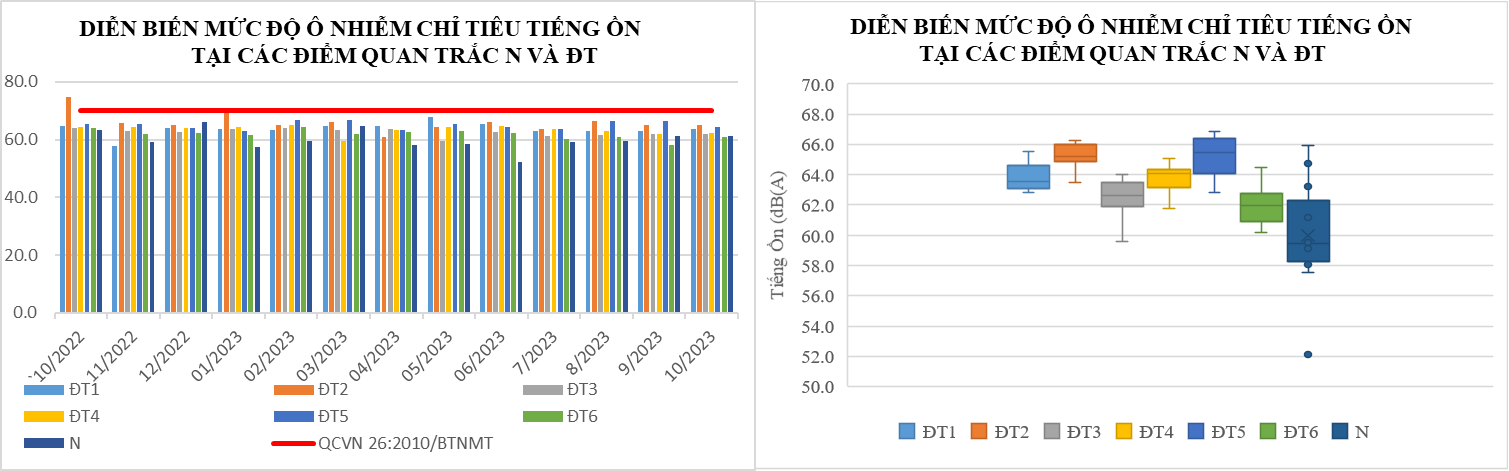 DIỄN BIẾN MỨC ĐỘ Ô NHIỄM CHỈ TIÊU TIẾNG ỒN
TẠI CÁC ĐIỂM QUAN TRẮC N VÀ ĐT
80.0
60.0
40.0
20.0
0.0
10/2022
11/2022
12/2022
01/2023
02/2023
03/2023
04/2023
05/2023
06/2023
7/2023
8/2023
9/2023
10/2023
ĐT1
ĐT2
ĐT3
ĐT4
ĐT5
ĐT6
N
QCVN 26:2010/BTNMT
DIỄN BIẾN MỨC ĐỘ Ô NHIỄM CHỈ TIÊU TIẾNG ỒN
TẠI CÁC ĐIỂM QUAN TRẮC N VÀ ĐT
Tiếng Ồn (dB(A)
70.0
68.0
66.0
64.0
62.0
60.0
58.0
56.0
54.0
52.0
50.0
ĐT1 ĐT2 ĐT3 ĐT4 ĐT5 ĐT6 N